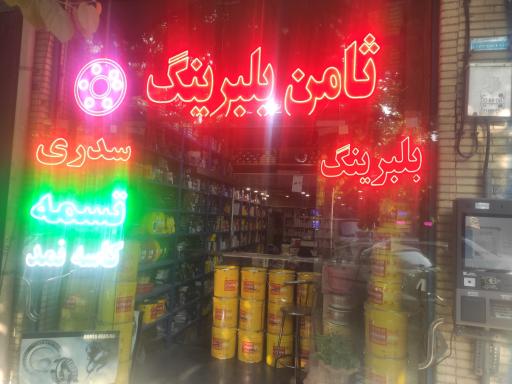 ثامن بلبرینگ
سدری
بلبرینگ
تسمه
کاسه نمد